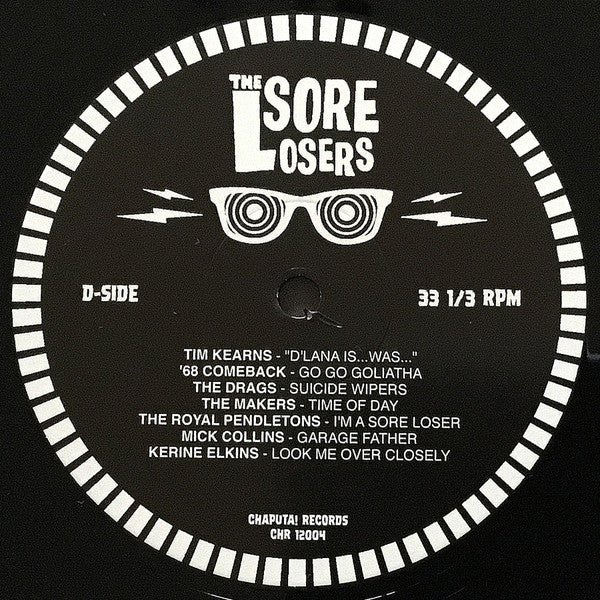 THE SORE
LOSERS
D-SIDE
33 1/3 RPM
TIM KEARNS - "D'LANA IS...WAS..."
'68 COMEBACK - GO GO GOLIATHA
THE DRAGS - SUICIDE WIPERS
THE MAKERS - TIME OF DAY
THE ROYAL PENDLETONS - I'M A SORE LOSER
MICK COLLINS - GARAGE FATHER
KERINE ELKINS - LOOK ME OVER CLOSELY
CHAPUTA! RECORDS
CHR 12004